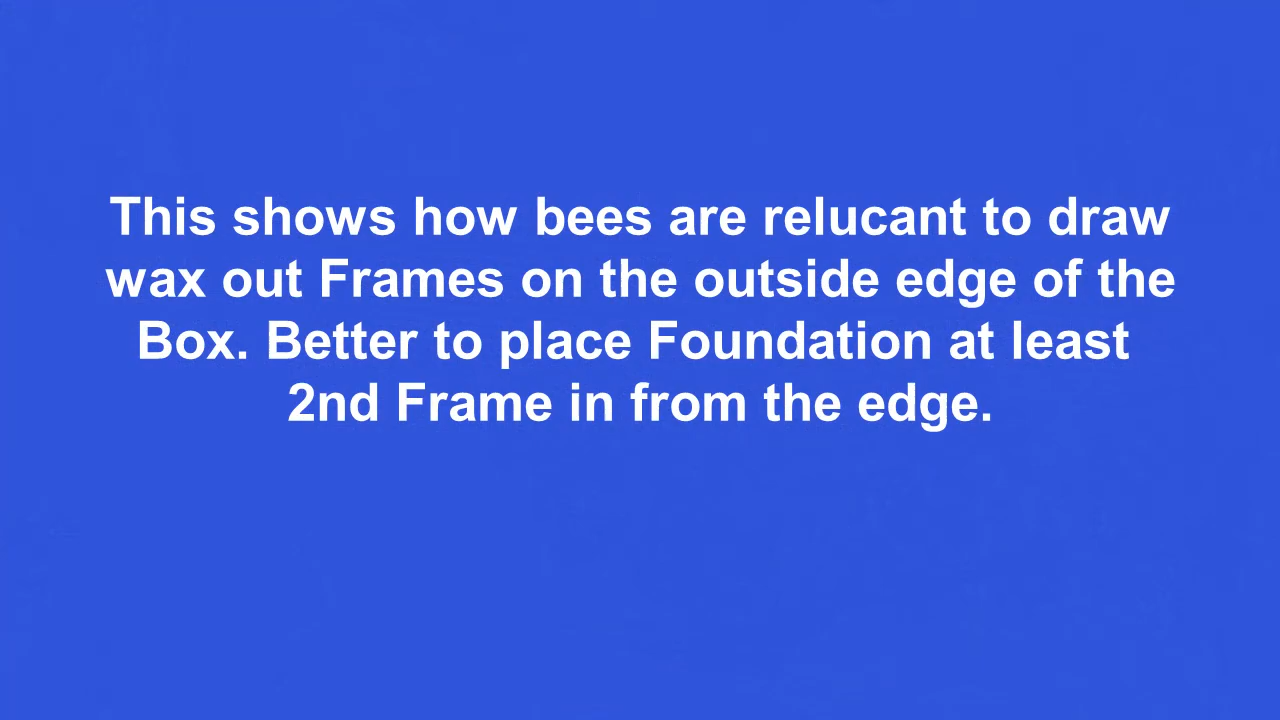 This shows how bees are relucant to draw
wax out Frames on the outside edge of the
Box. Better to place Foundation at least
2nd Frame in from the edge.